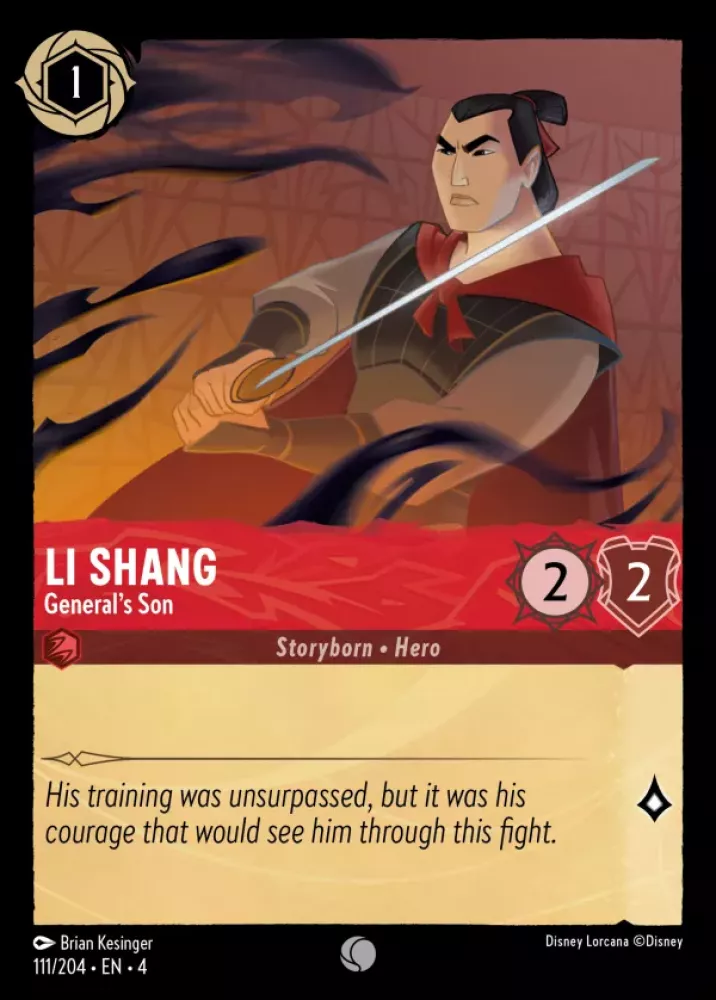 1
LI SHANG
General's Son
2 2
Storyborn • Hero
His training was unsurpassed, but it was his
courage that would see him through this fight.
Brian Kesinger
Disney Lorcana ©Disney
111/204 • EN • 4